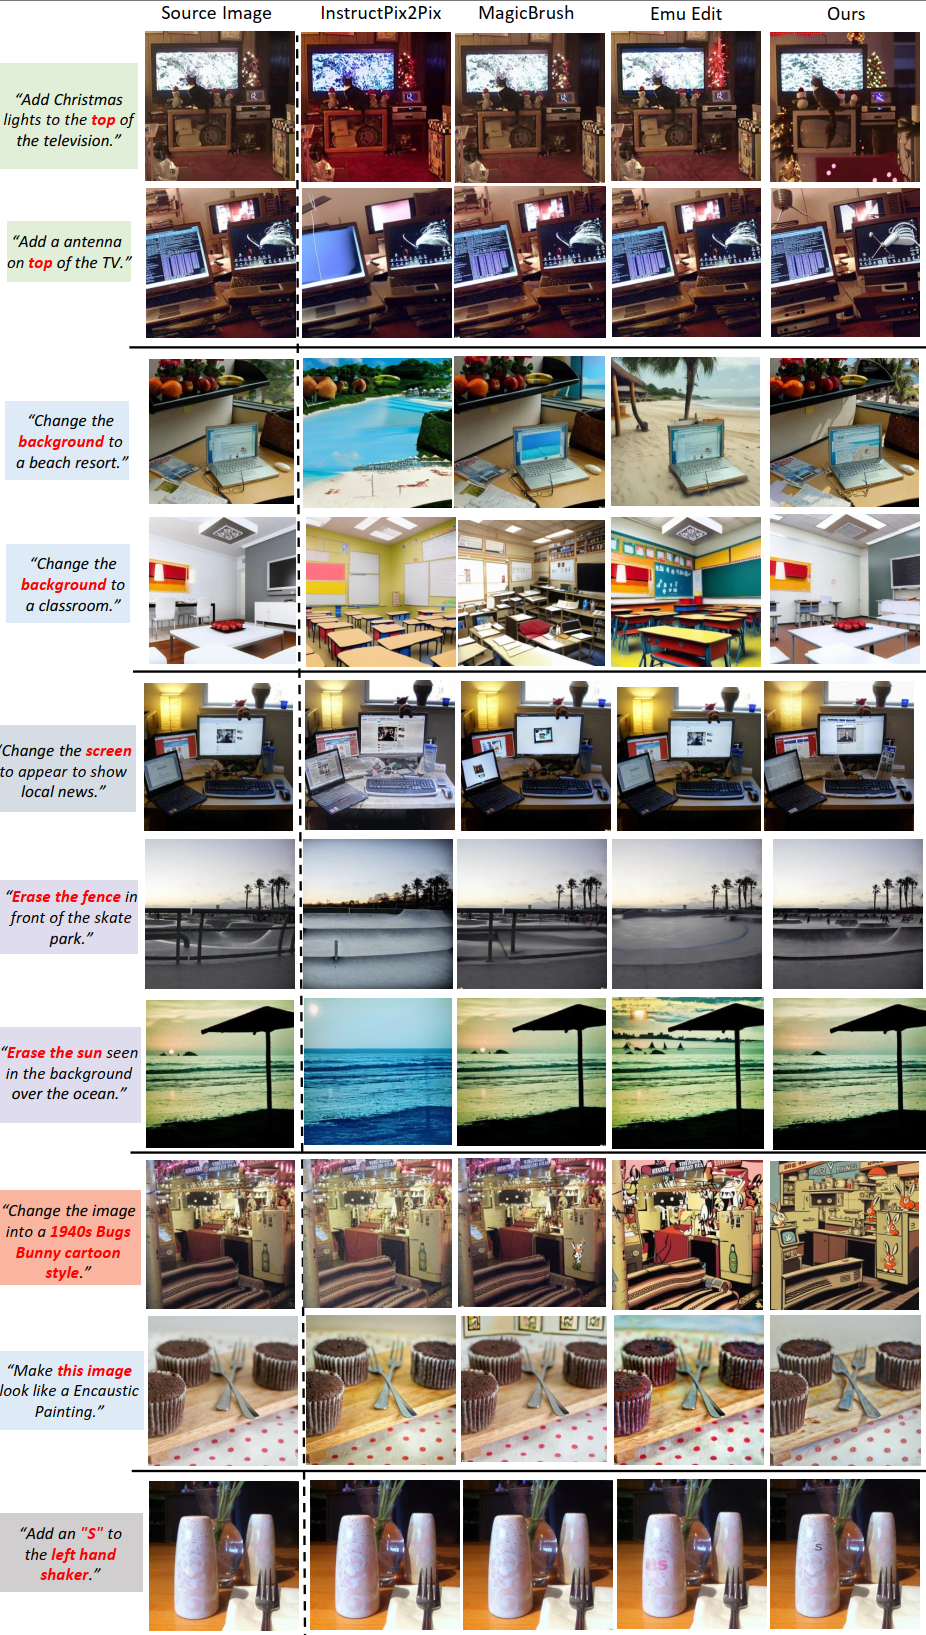 Source Image InstructPix2Pix MagicBrush Emu Edit Ours
“Add Christmas
lights to the top of
the television.”
“Add a antenna
on top of the TV.”
“Change the
background to
a beach resort.”
“Change the
background to
a classroom.”
“Change the screen
to appear to show
local news.”
“Erase the fence in
front of the skate
park.”
“Erase the sun seen
in the background
over the ocean.”
“Change the image
into a 1940s Bugs
Bunny cartoon
style.”
“Make this image
look like a Encaustic
Painting.”
“Add an "S" to
the left hand
shaker.”
S